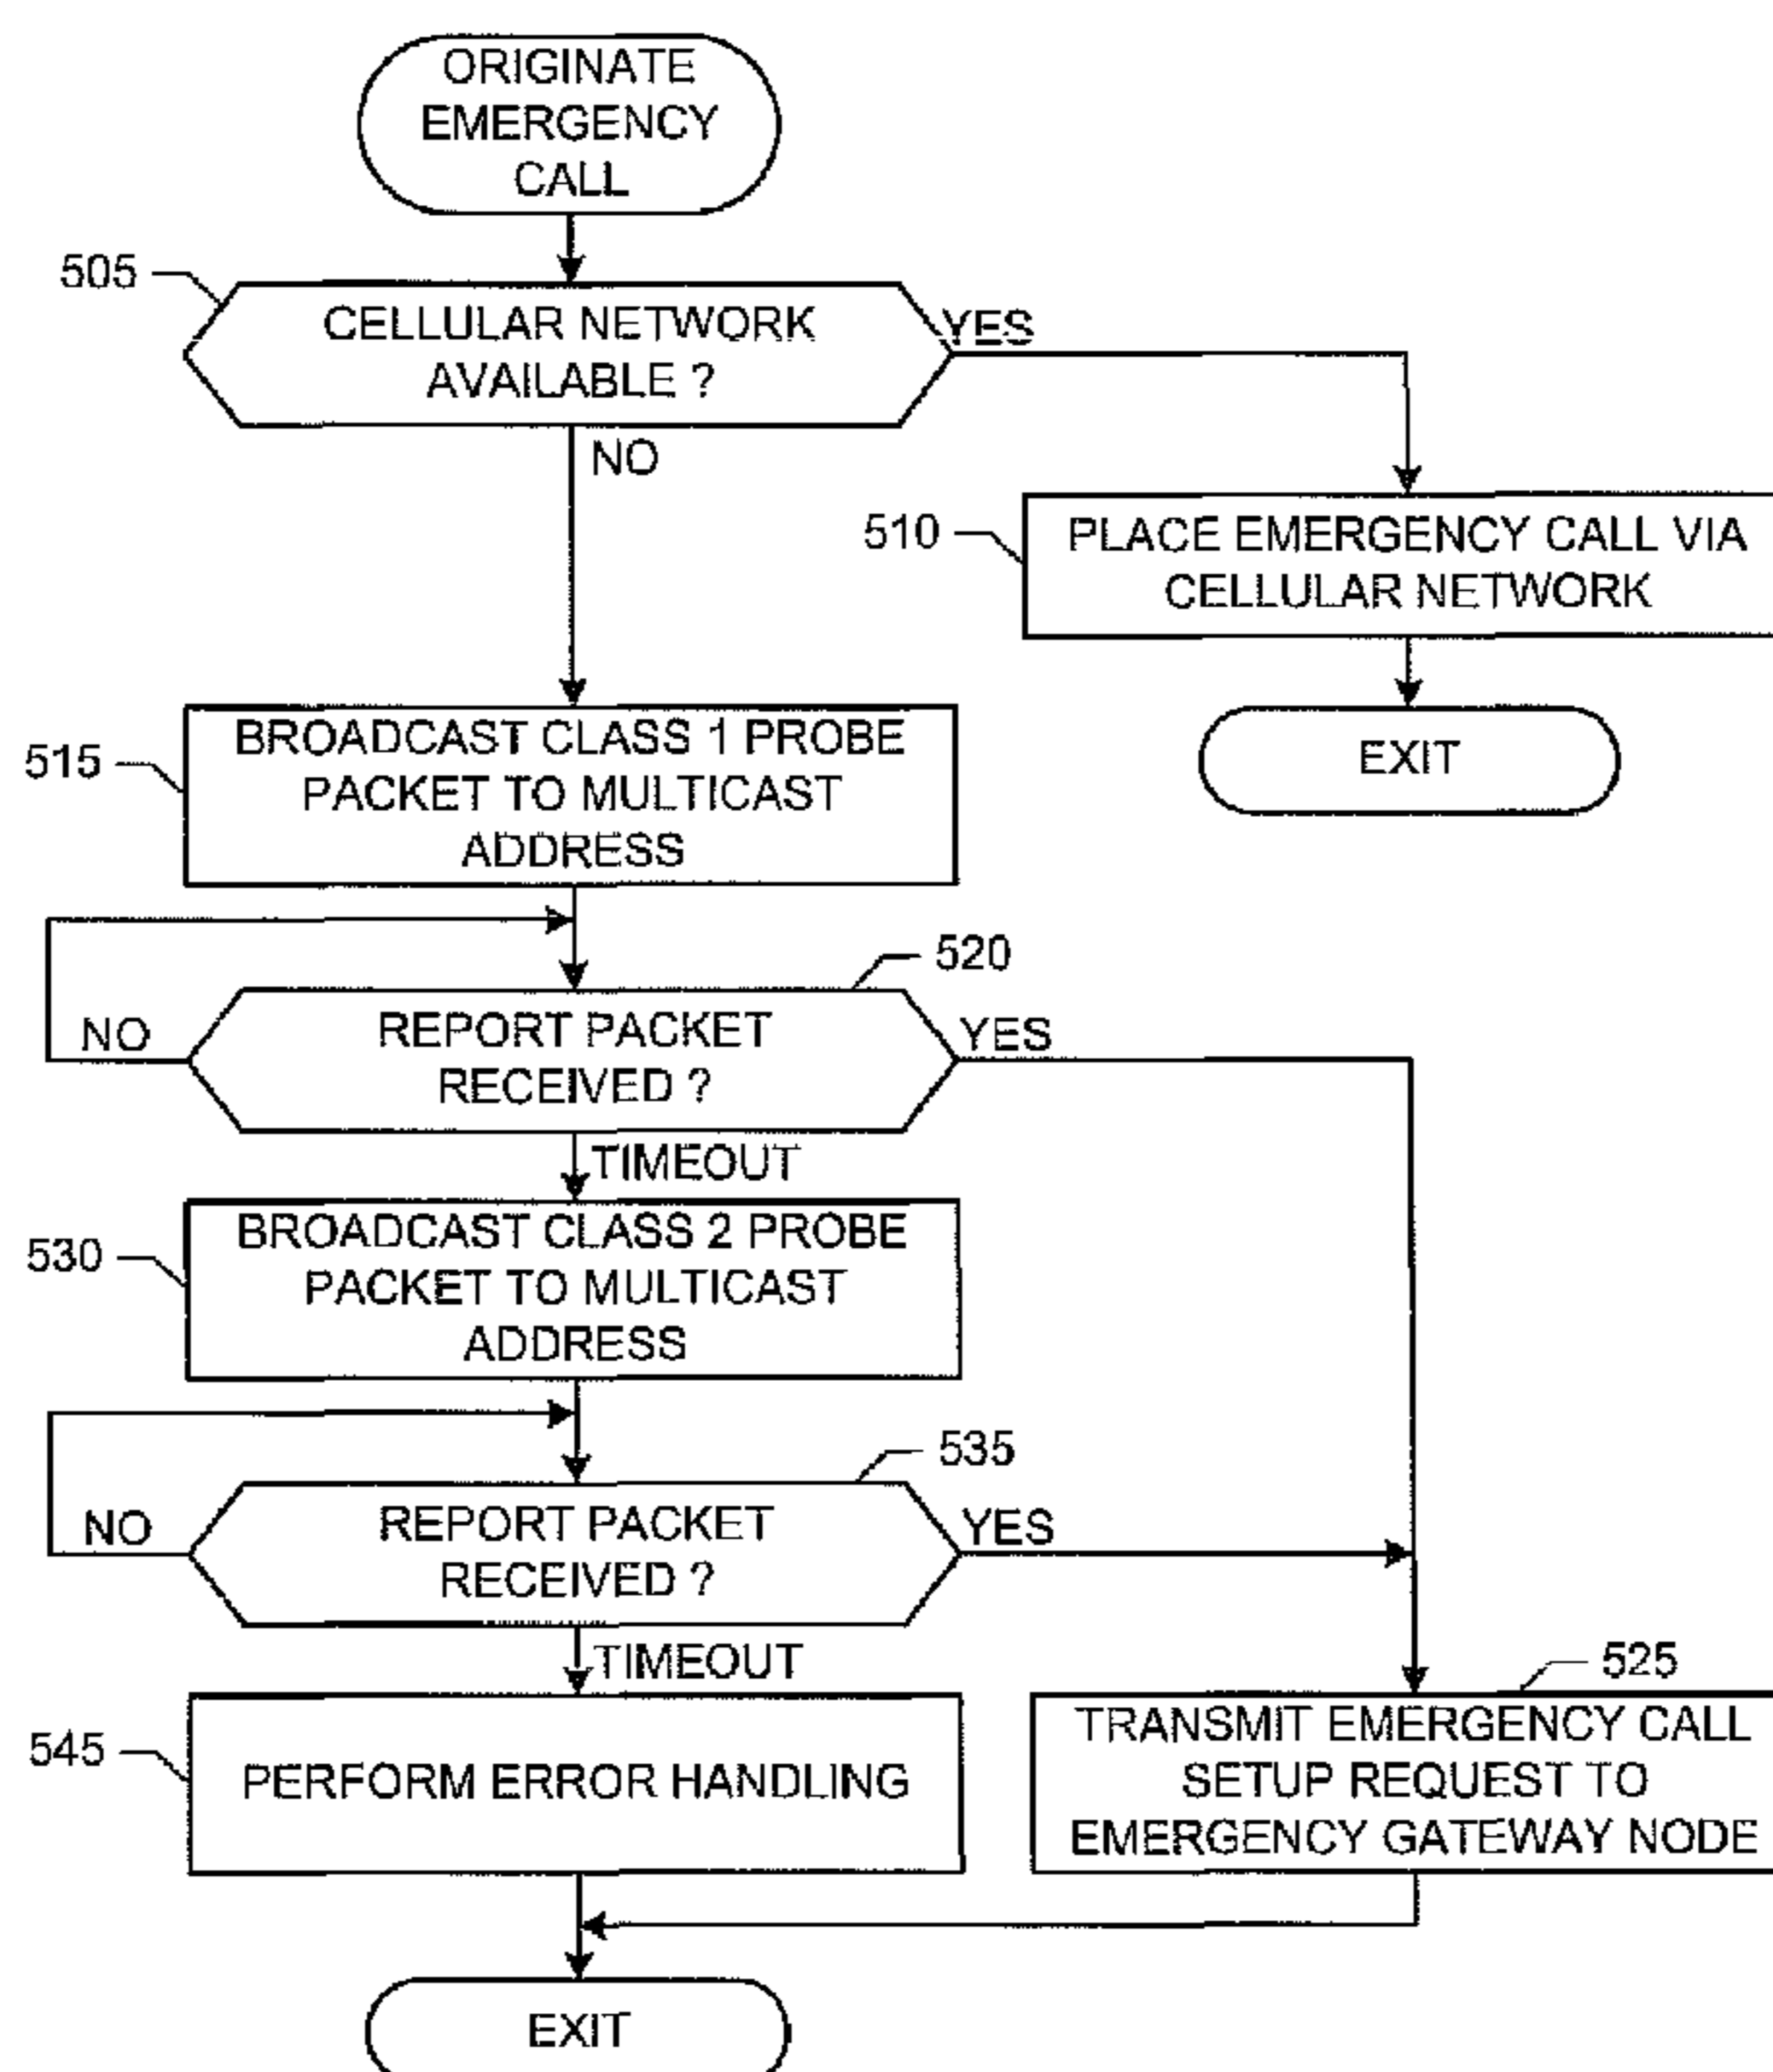 ORIGINATE
EMERGENCY
CALL
505
CELLULAR NETWORK
AVAILABLE ?
YES
NO
510
PLACE EMERGENCY CALL VIA
CELLULAR NETWORK
EXIT
515
BROADCAST CLASS 1 PROBE
PACKET TO MULTICAST
ADDRESS
520
NO
REPORT PACKET
RECEIVED ?
YES
TIMEOUT
530
BROADCAST CLASS 2 PROBE
PACKET TO MULTICAST
ADDRESS
535
NO
REPORT PACKET
RECEIVED ?
YES
TIMEOUT
545
PERFORM ERROR HANDLING
525
TRANSMIT EMERGENCY CALL
SETUP REQUEST TO
EMERGENCY GATEWAY NODE
EXIT